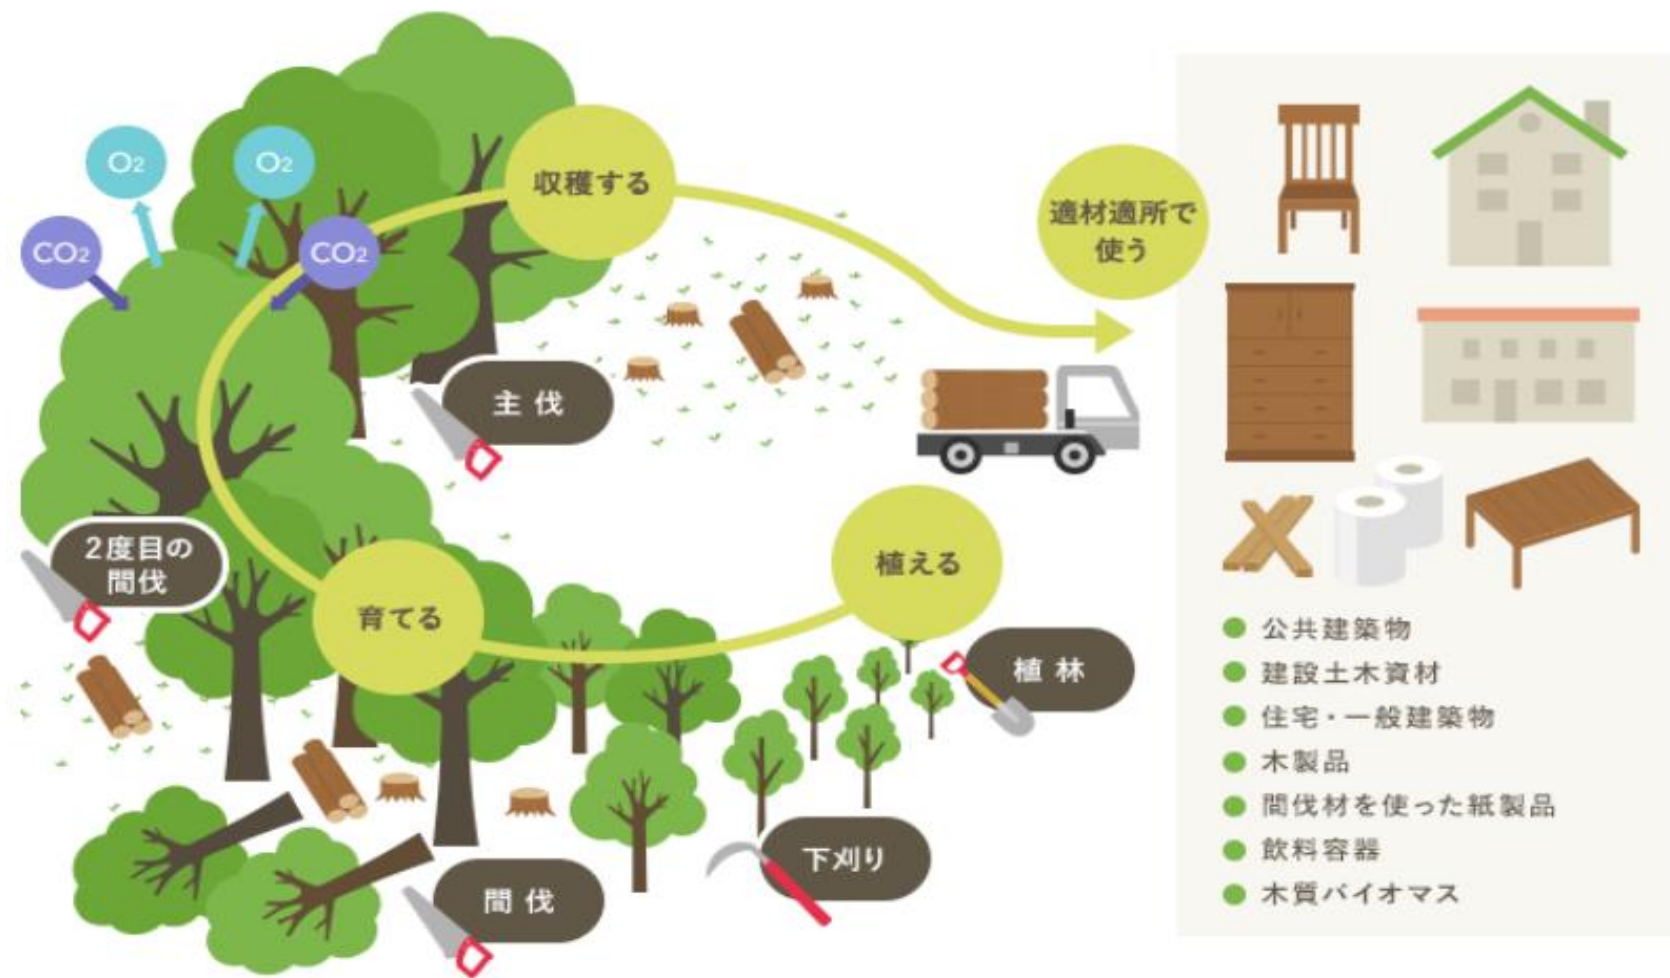 O2
O2
CO2
CO2
収穫する
適材適所で
使う
主伐
2度目の
間伐
育てる
植える
植林
下刈り
間伐
公共建築物
建設土木資材
住宅・一般建築物
木製品
間伐材を使った紙製品
飲料容器
木質バイオマス